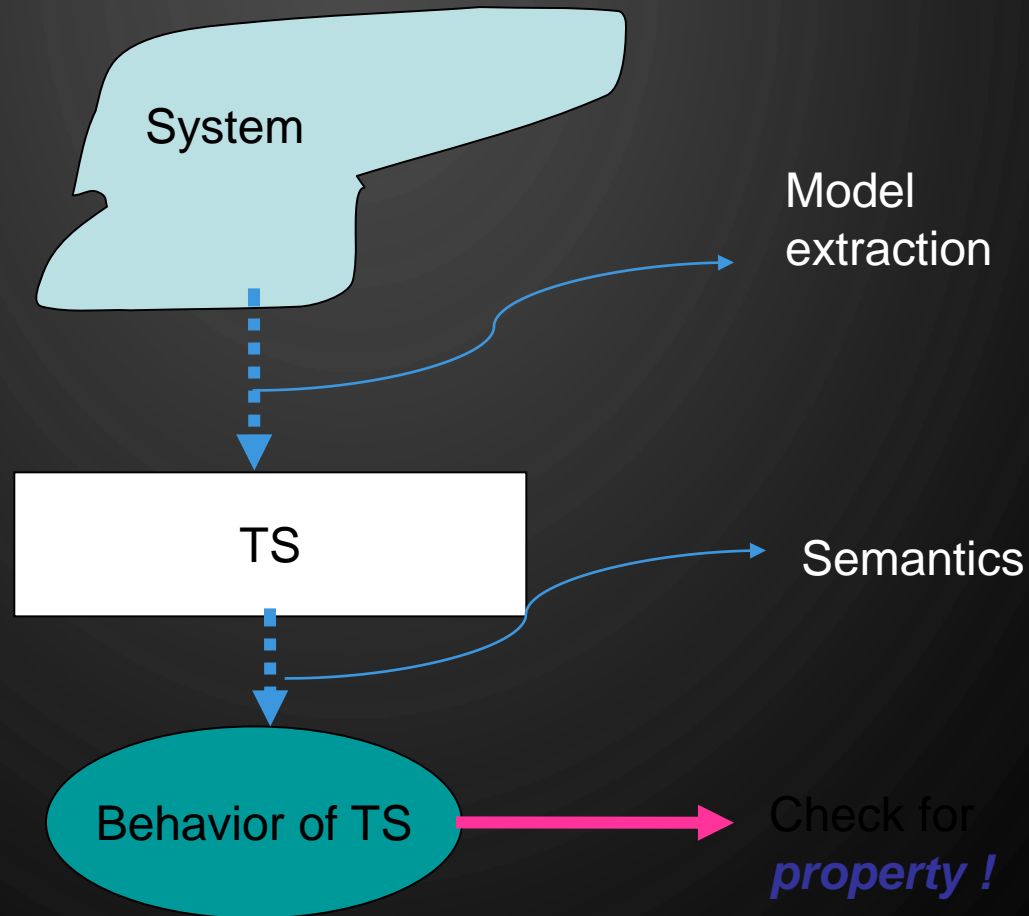 System
Model
extraction
TS
Semantics
Behavior of TS
Check for
property !